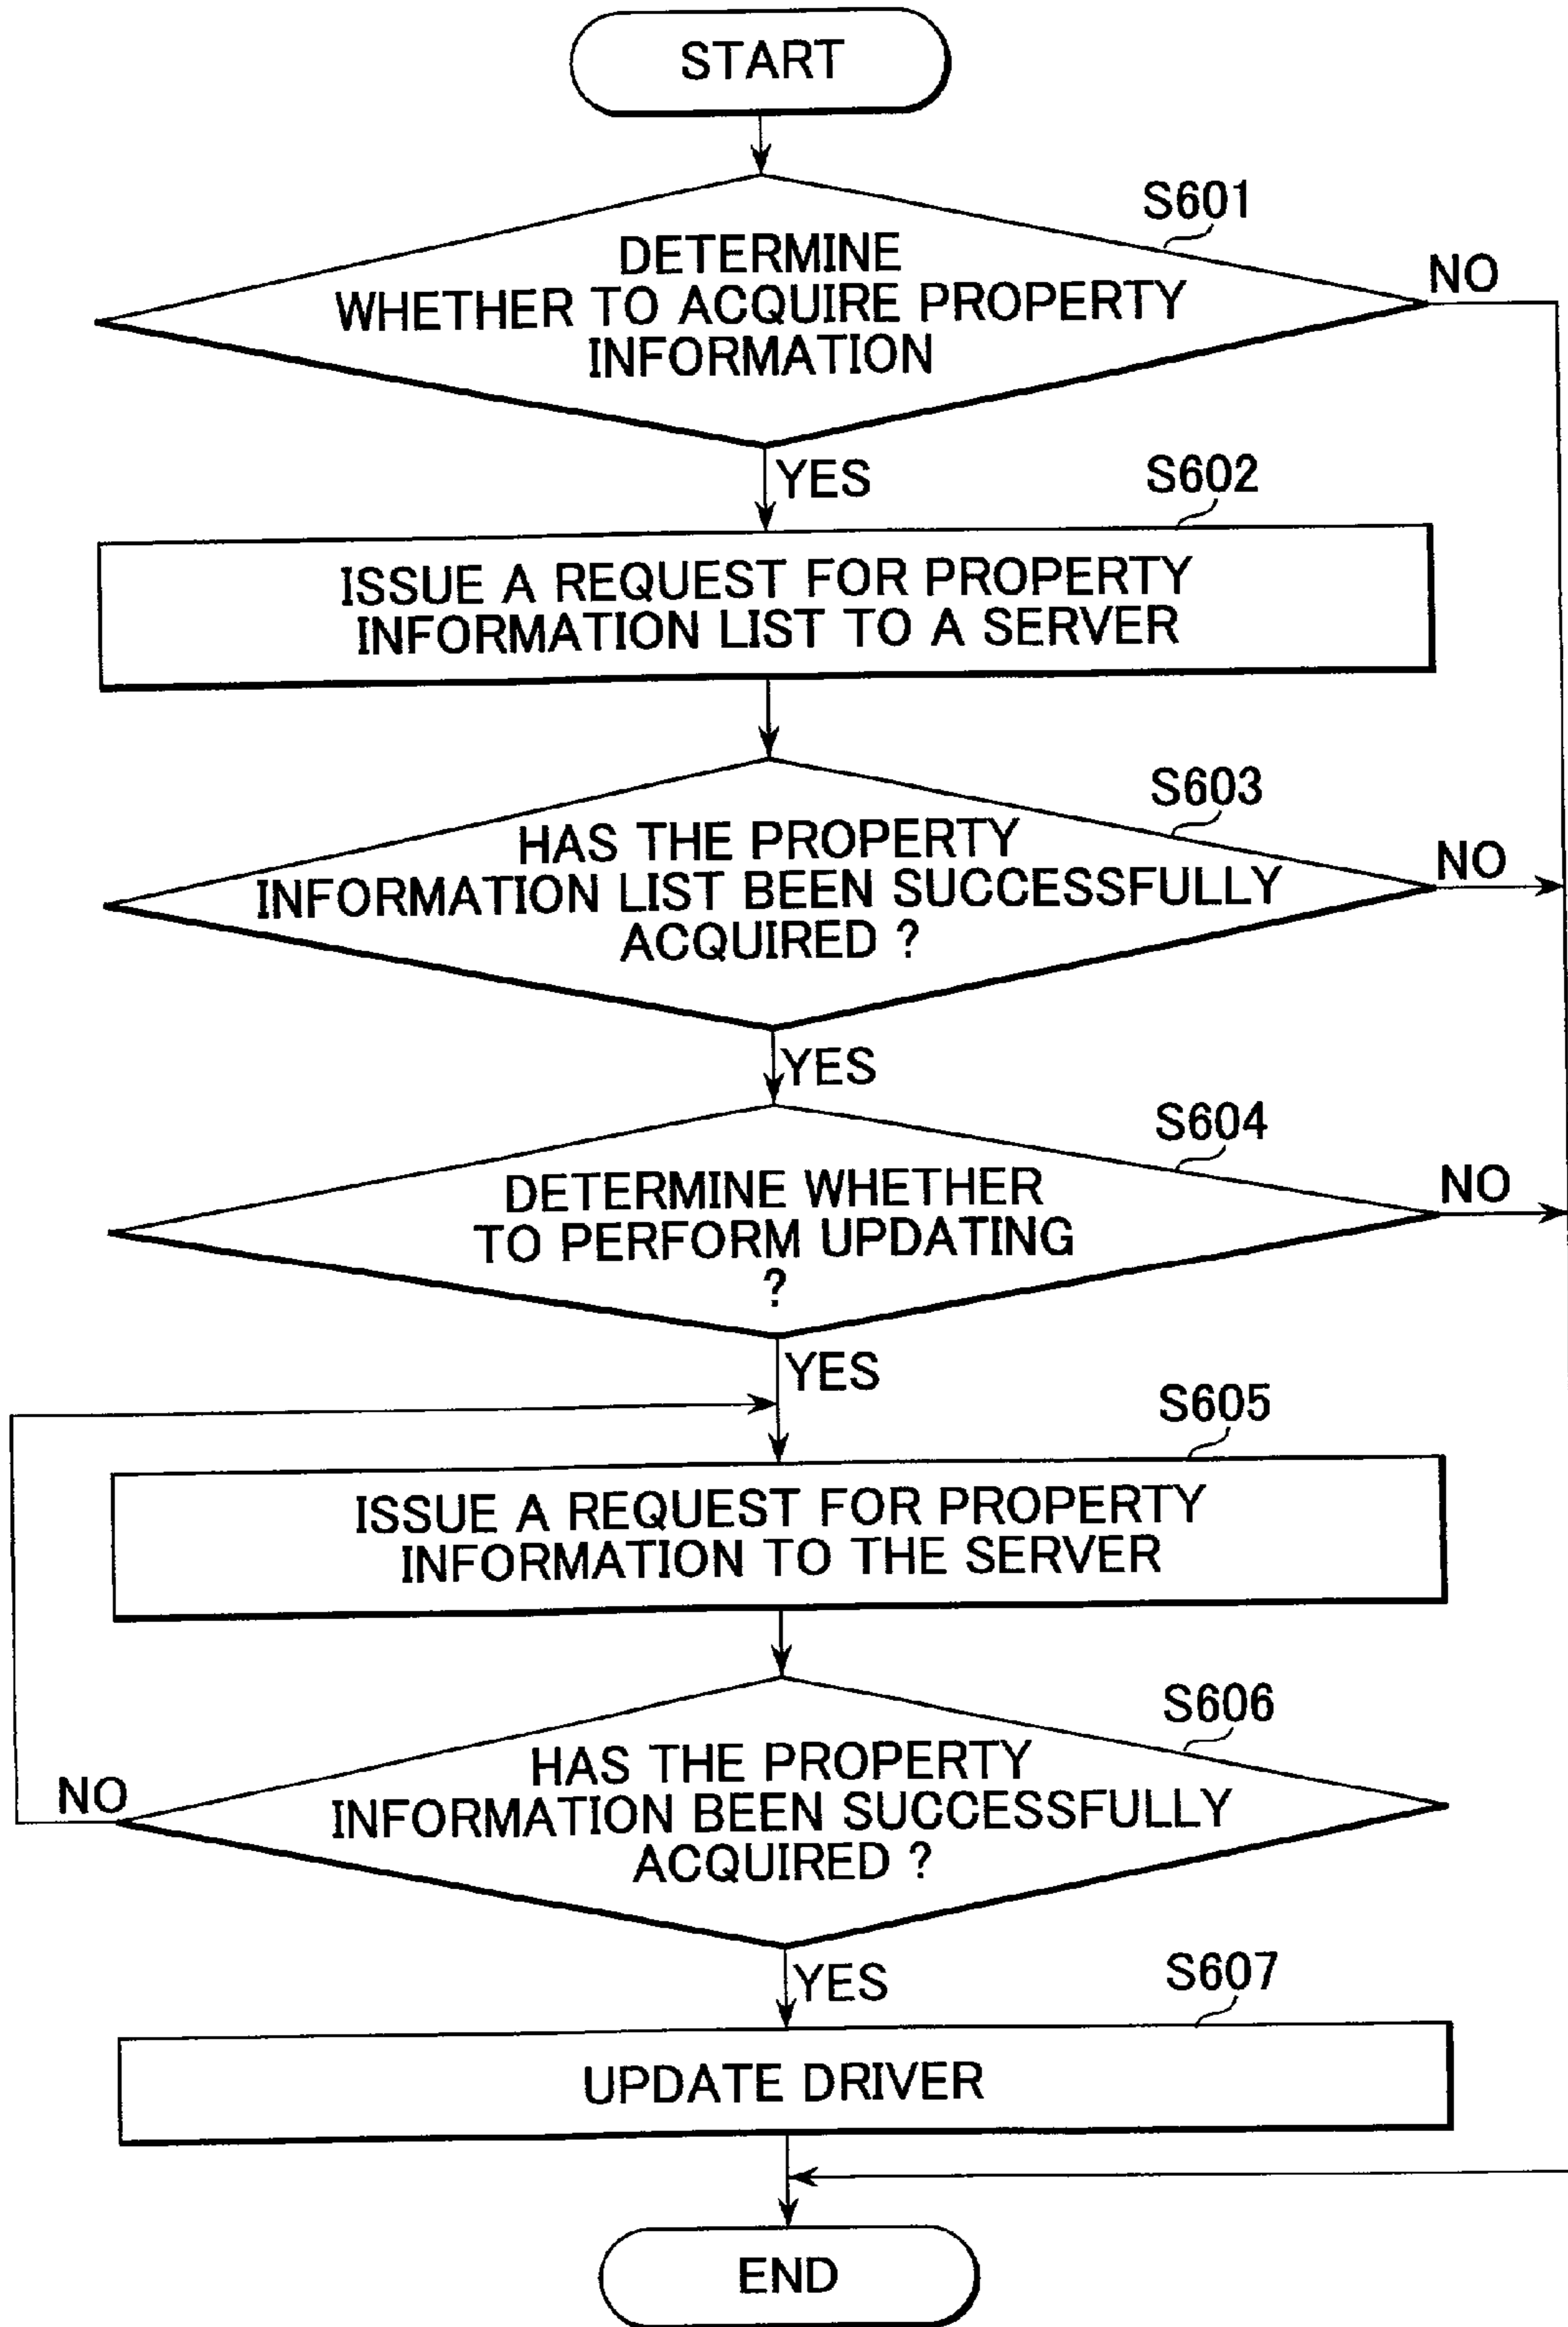 START
S601
DETERMINE
WHETHER TO ACQUIRE PROPERTY
INFORMATION
NO
YES
S602
ISSUE A REQUEST FOR PROPERTY
INFORMATION LIST TO A SERVER
S603
HAS THE PROPERTY
INFORMATION LIST BEEN SUCCESSFULLY
ACQUIRED ?
NO
YES
S604
DETERMINE WHETHER
TO PERFORM UPDATING
?
NO
YES
S605
ISSUE A REQUEST FOR PROPERTY
INFORMATION TO THE SERVER
S606
HAS THE PROPERTY
INFORMATION BEEN SUCCESSFULLY
ACQUIRED ?
NO
YES
S607
UPDATE DRIVER
END